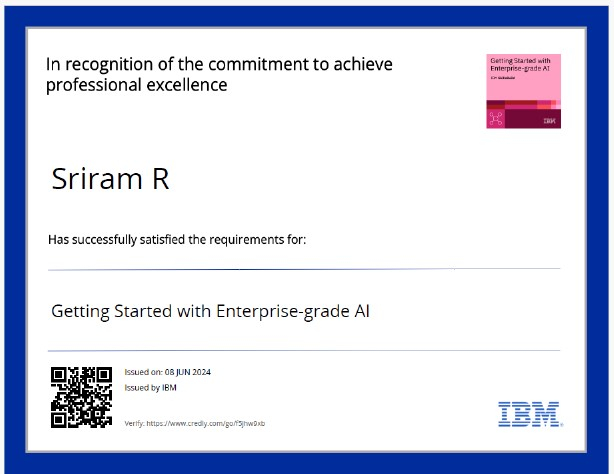 In recognition of the commitment to achieve
professional excellence
Getting Started with
Enterprise-grade AI
IBM
Sriram R
Has successfully satisfied the requirements for:
Getting Started with Enterprise-grade AI
Issued on: 08 JUN 2024
Issued by IBM
Verify: https://www.credly.com/go/
IBM